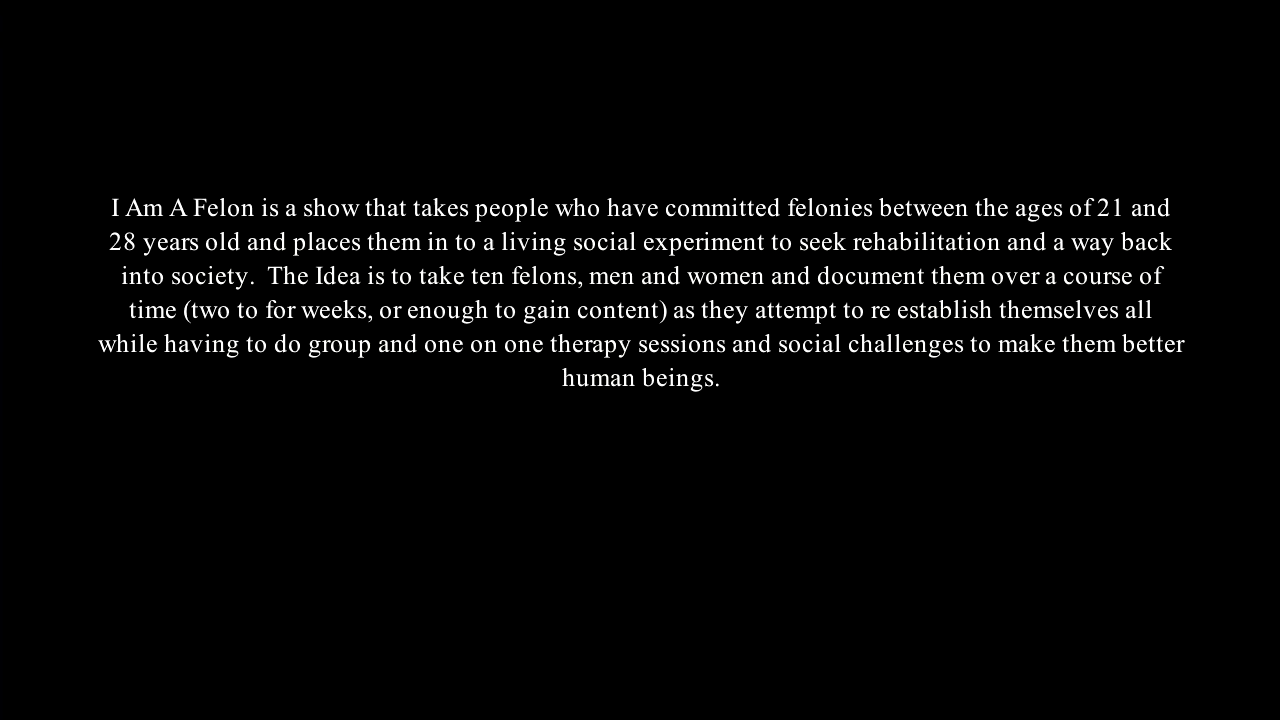 I Am A Felon is a show that takes people who have committed felonies between the ages of 21 and
28 years old and places them in to a living social experiment to seek rehabilitation and a way back
into society.  The Idea is to take ten felons, men and women and document them over a course of
time (two to for weeks, or enough to gain content) as they attempt to re establish themselves all
while having to do group and one on one therapy sessions and social challenges to make them better
human beings.